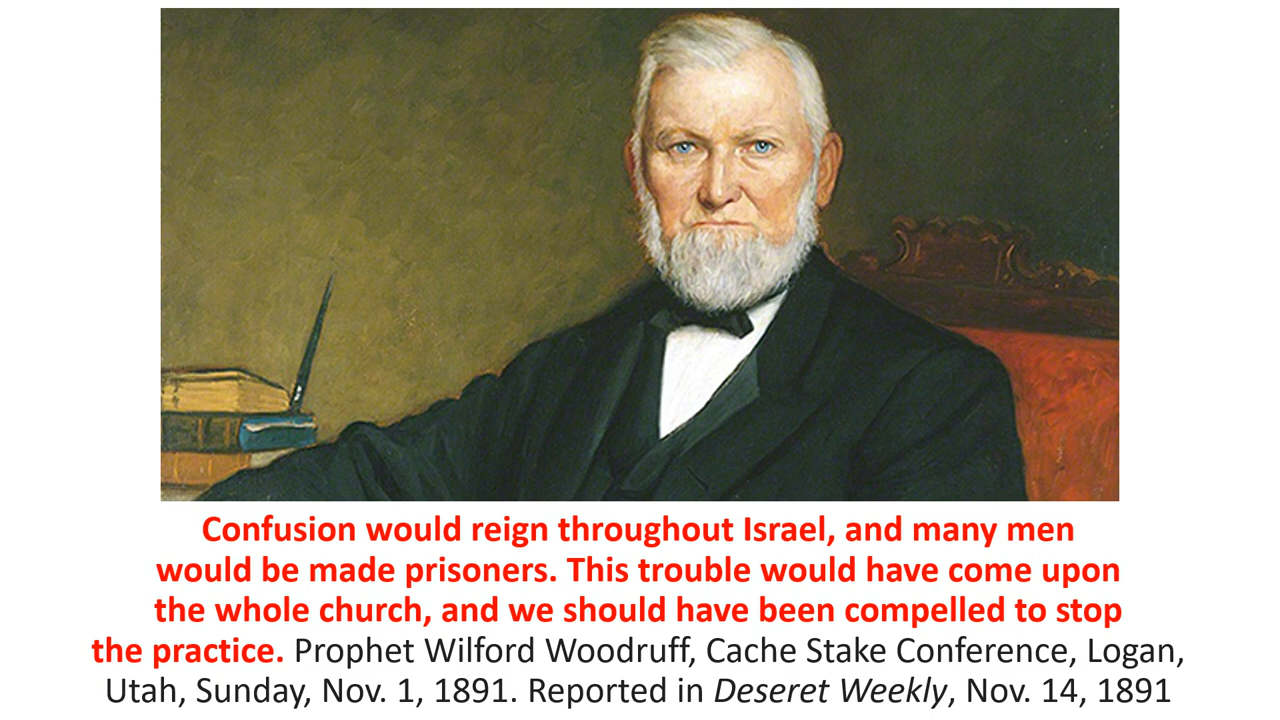 Confusion would reign throughout Israel, and many men
would be made prisoners. This trouble would have come upon
the whole church, and we should have been compelled to stop
the practice. Prophet Wilford Woodruff, Cache Stake Conference, Logan,
Utah, Sunday, Nov. 1, 1891. Reported in Deseret Weekly, Nov. 14, 1891